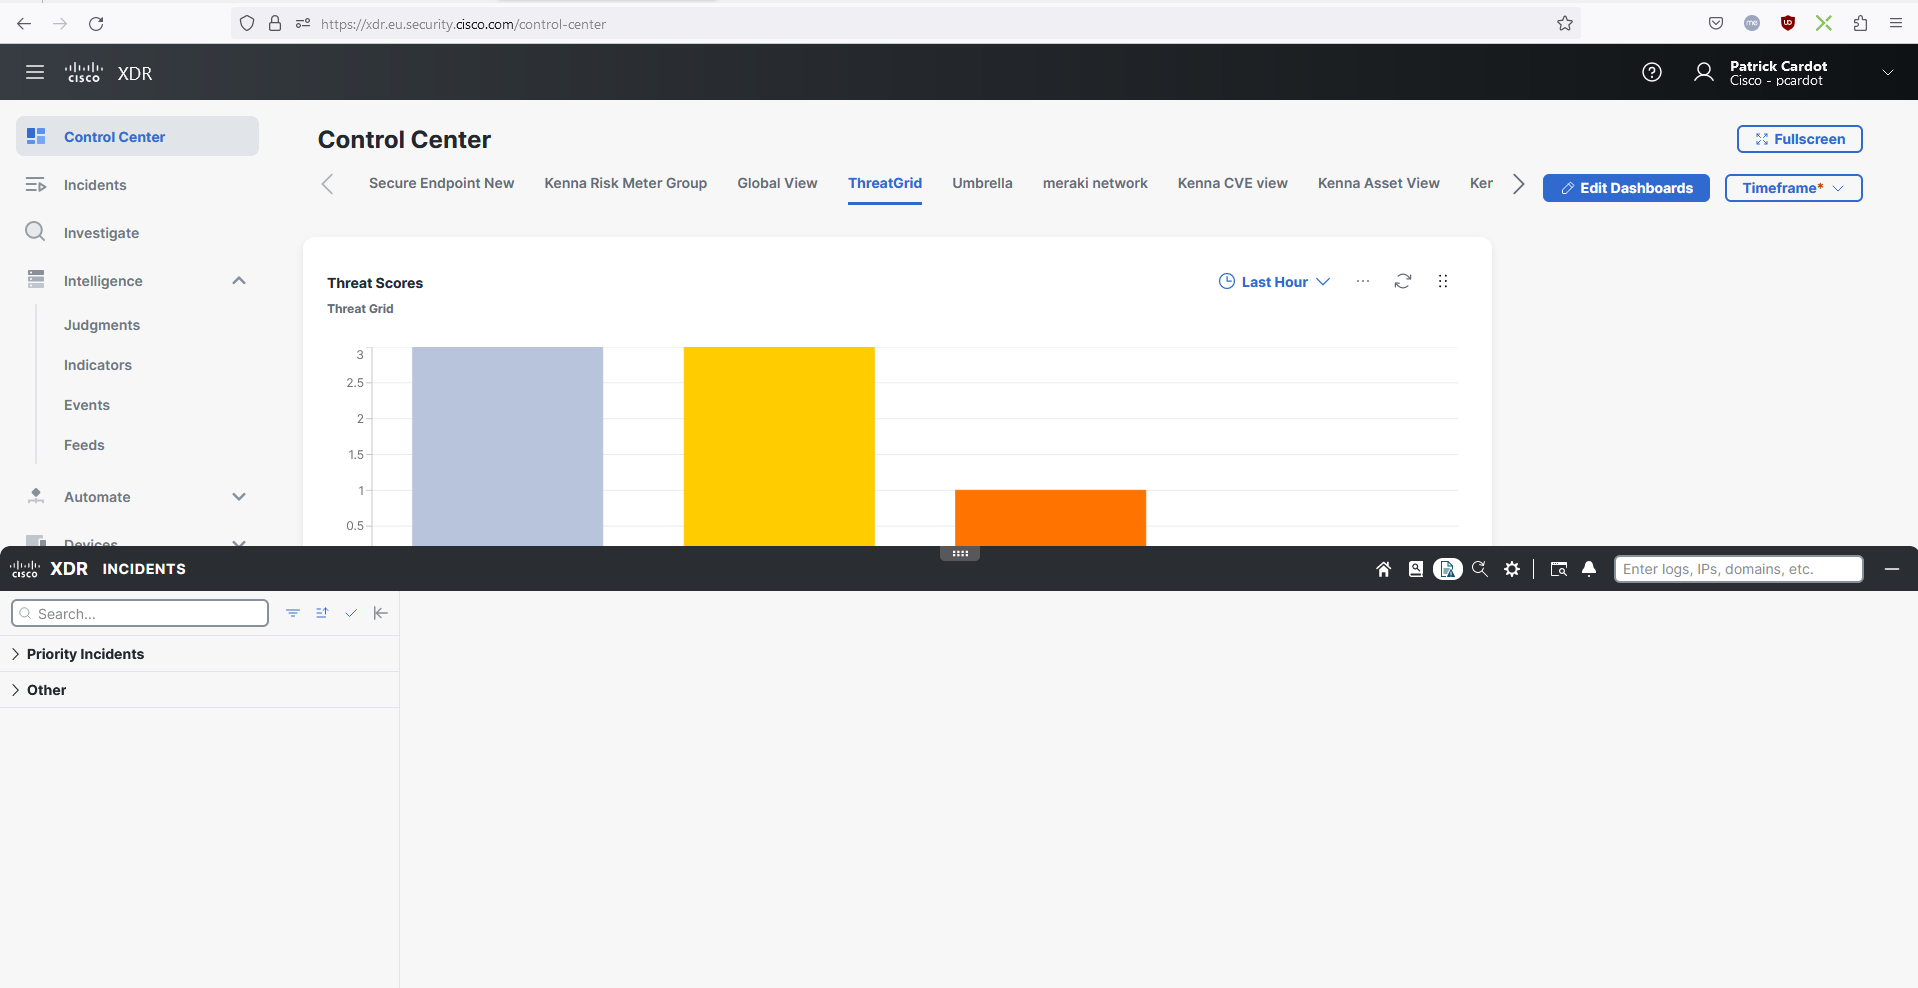 https://xdr.eu.security.cisco.com/control-center
CISCO XDR
Patrick Cardot
Cisco - pcardot
Control Center
Incidents
Investigate
Intelligence
Judgments
Indicators
Events
Feeds
Automate
Devices
Control Center
Fullscreen
Secure Endpoint New Kenna Risk Meter Group Global View ThreatGrid Umbrella meraki network Kenna CVE view Kenna Asset View Ker
Edit Dashboards Timeframe*
Threat Scores
Threat Grid
Last Hour
3
2.5
2
1.5
1
0.5
CISCO XDR INCIDENTS
Enter logs, IPs, domains, etc.
Search...
Priority Incidents
Other